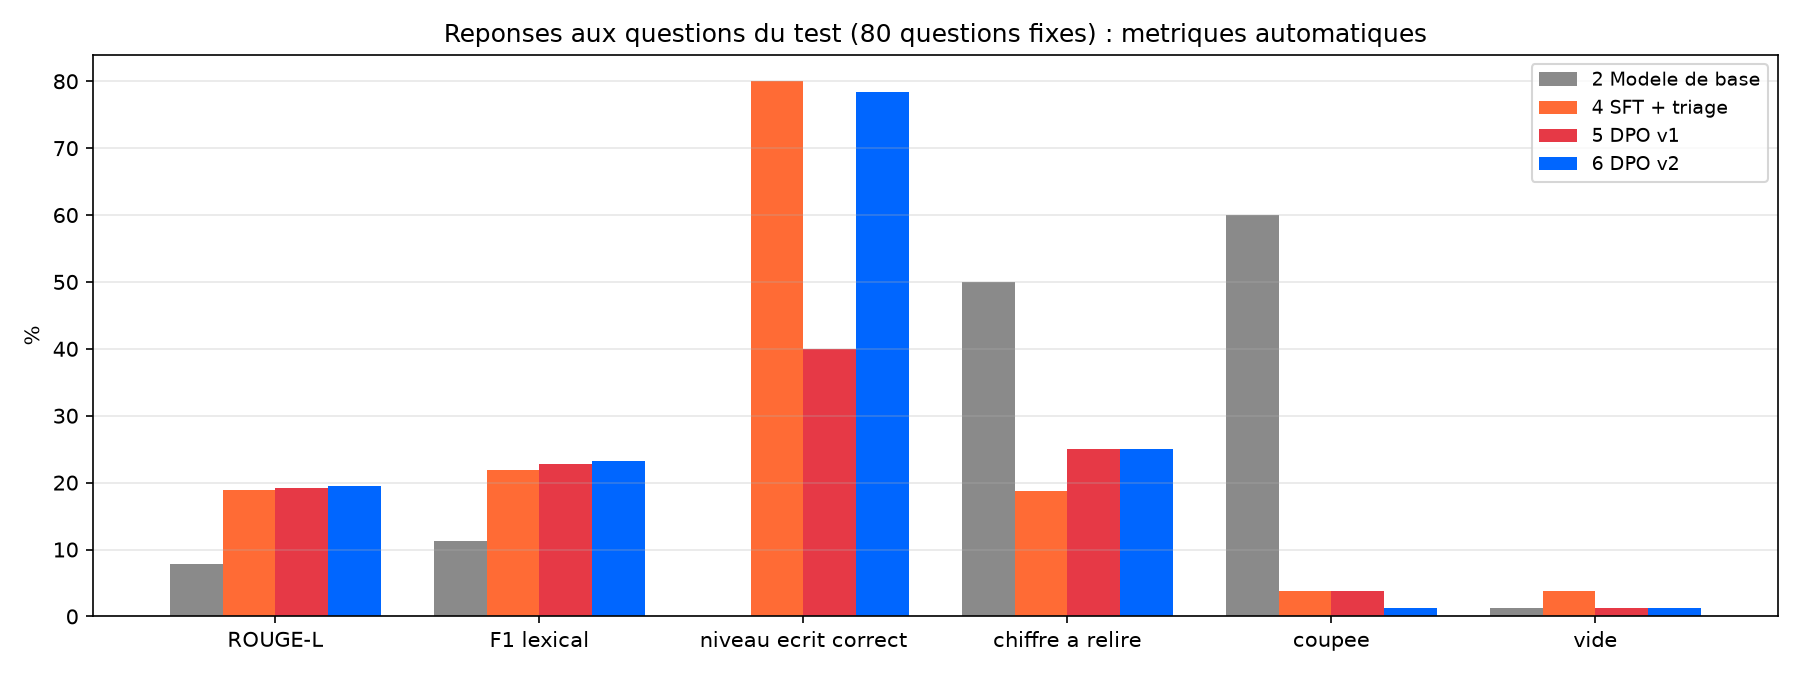 Reponses aux questions du test (80 questions fixes) : metriques automatiques
2 Modele de base
4 SFT + triage
5 DPO v1
6 DPO v2
%
80
70
60
50
40
30
20
10
0
ROUGE-L
F1 lexical
niveau ecrit correct
chiffre a relire
coupee
vide